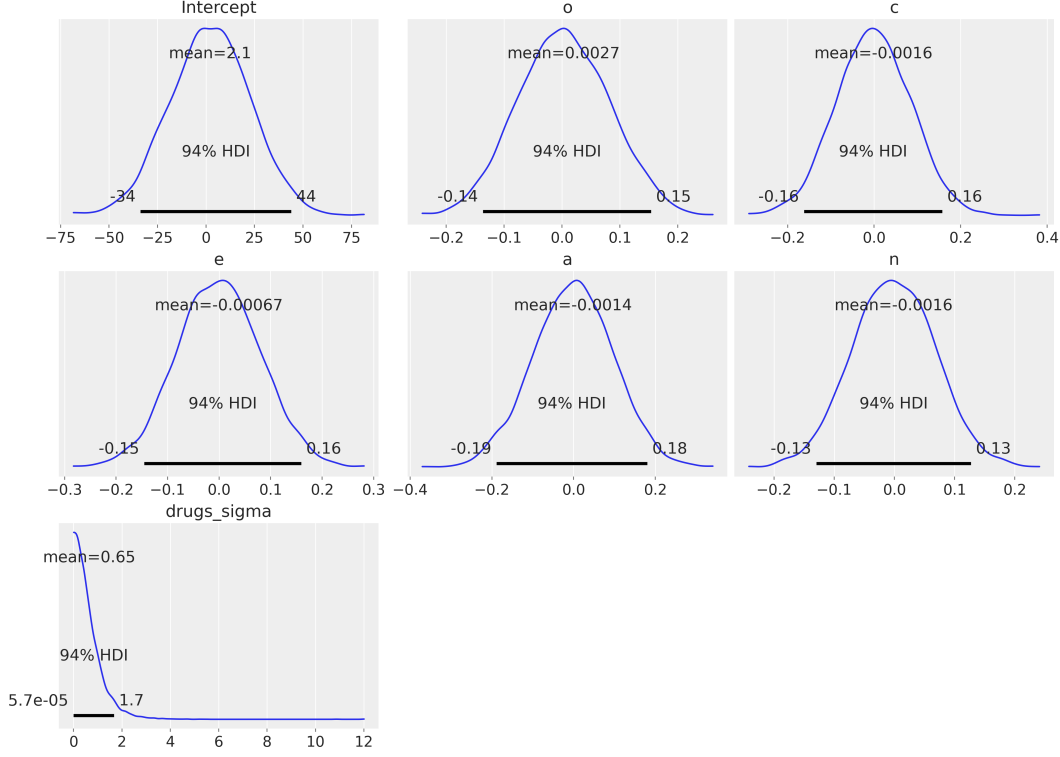 Intercept
mean=2.1
94% HDI
-34
44
−75 −50 −25 0 25 50 75
o
mean=0.0027
94% HDI
-0.14
0.15
−0.2 −0.1 0.0 0.1 0.2
c
mean=-0.0016
94% HDI
-0.16
0.16
−0.2 0.0 0.2 0.4
e
mean=-0.00067
94% HDI
-0.15
0.16
−0.3 −0.2 −0.1 0.0 0.1 0.2 0.3
a
mean=-0.0014
94% HDI
-0.19
0.18
−0.4 −0.2 0.0 0.2
n
mean=-0.0016
94% HDI
-0.13
0.13
−0.2 −0.1 0.0 0.1 0.2
drugs_sigma
mean=0.65
94% HDI
5.7e-05
1.7
0 2 4 6 8 10 12